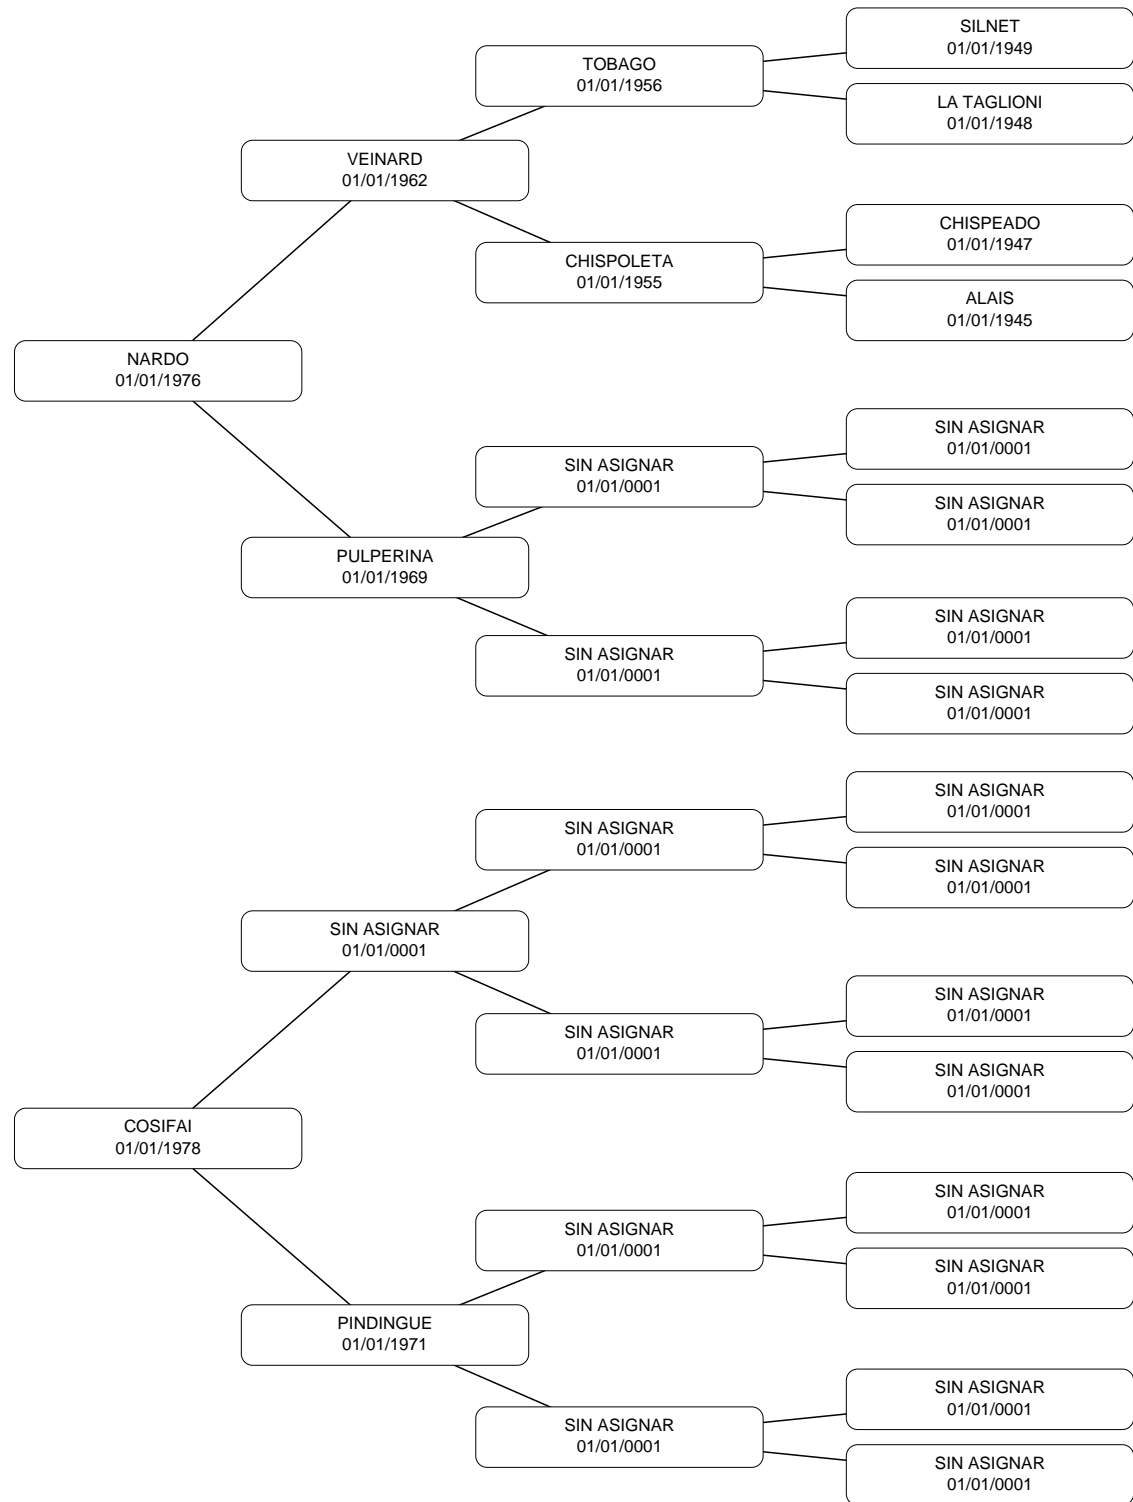 SILNET
01/01/1949
TOBAGO
01/01/1956
LA TAGLIONI
01/01/1948
VEINARD
01/01/1962
CHISPEADO
01/01/1947
CHISPOLETA
01/01/1955
ALAIS
01/01/1945
NARDO
01/01/1976
SIN ASIGNAR
01/01/0001
SIN ASIGNAR
01/01/0001
SIN ASIGNAR
01/01/0001
PULPERINA
01/01/1969
SIN ASIGNAR
01/01/0001
SIN ASIGNAR
01/01/0001
SIN ASIGNAR
01/01/0001
SIN ASIGNAR
01/01/0001
SIN ASIGNAR
01/01/0001
SIN ASIGNAR
01/01/0001
SIN ASIGNAR
01/01/0001
SIN ASIGNAR
01/01/0001
SIN ASIGNAR
01/01/0001
SIN ASIGNAR
01/01/0001
COSIFAI
01/01/1978
SIN ASIGNAR
01/01/0001
SIN ASIGNAR
01/01/0001
SIN ASIGNAR
01/01/0001
PINDINGUE
01/01/1971
SIN ASIGNAR
01/01/0001
SIN ASIGNAR
01/01/0001
SIN ASIGNAR
01/01/0001